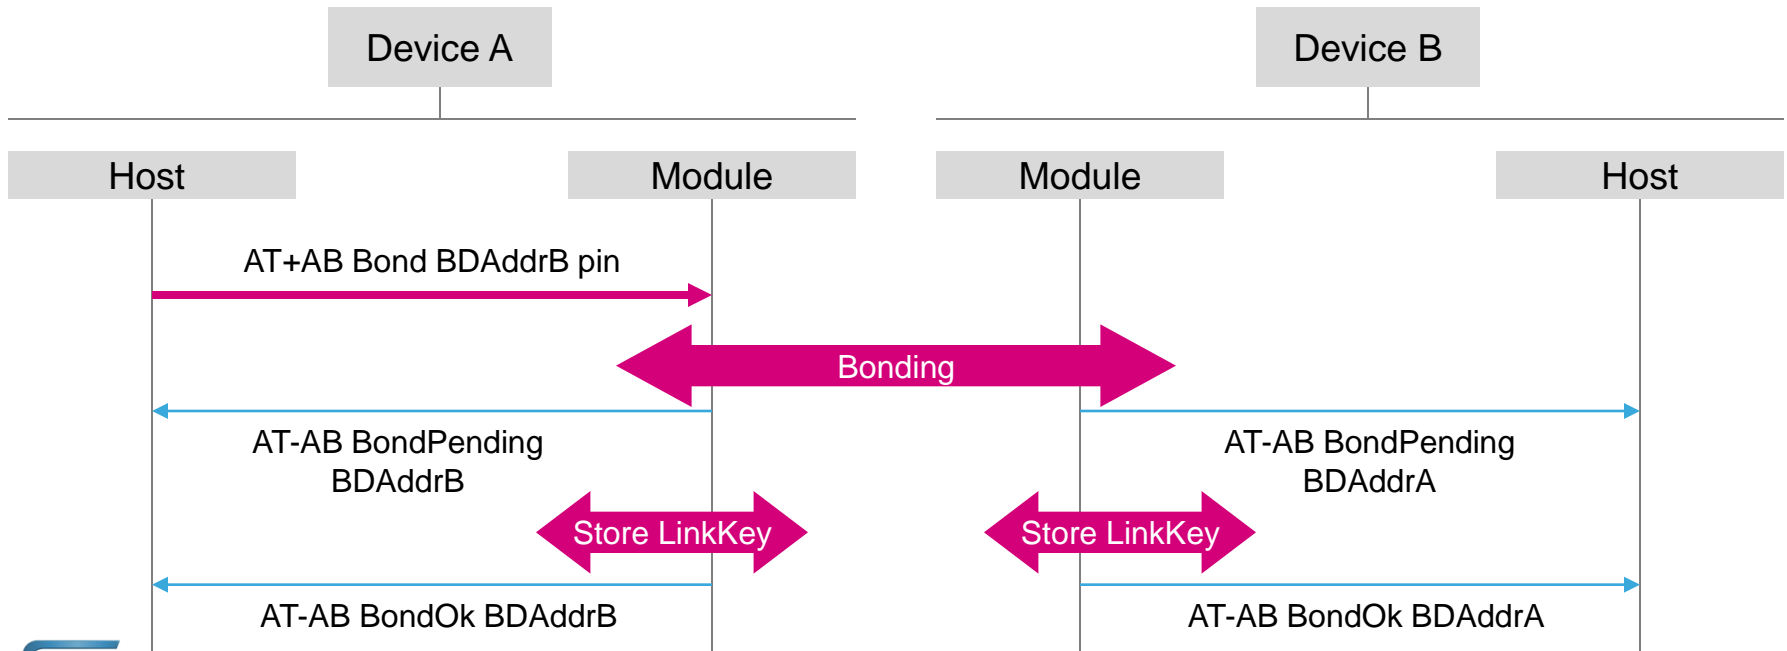 Device A
Device B
Host
Module
Module
Host
AT+AB Bond BDAddrB pin
Bonding
AT-AB BondPending
BDAddrB
AT-AB BondPending
BDAddrA
Store LinkKey
Store LinkKey
AT-AB BondOk BDAddrB
AT-AB BondOk BDAddrA